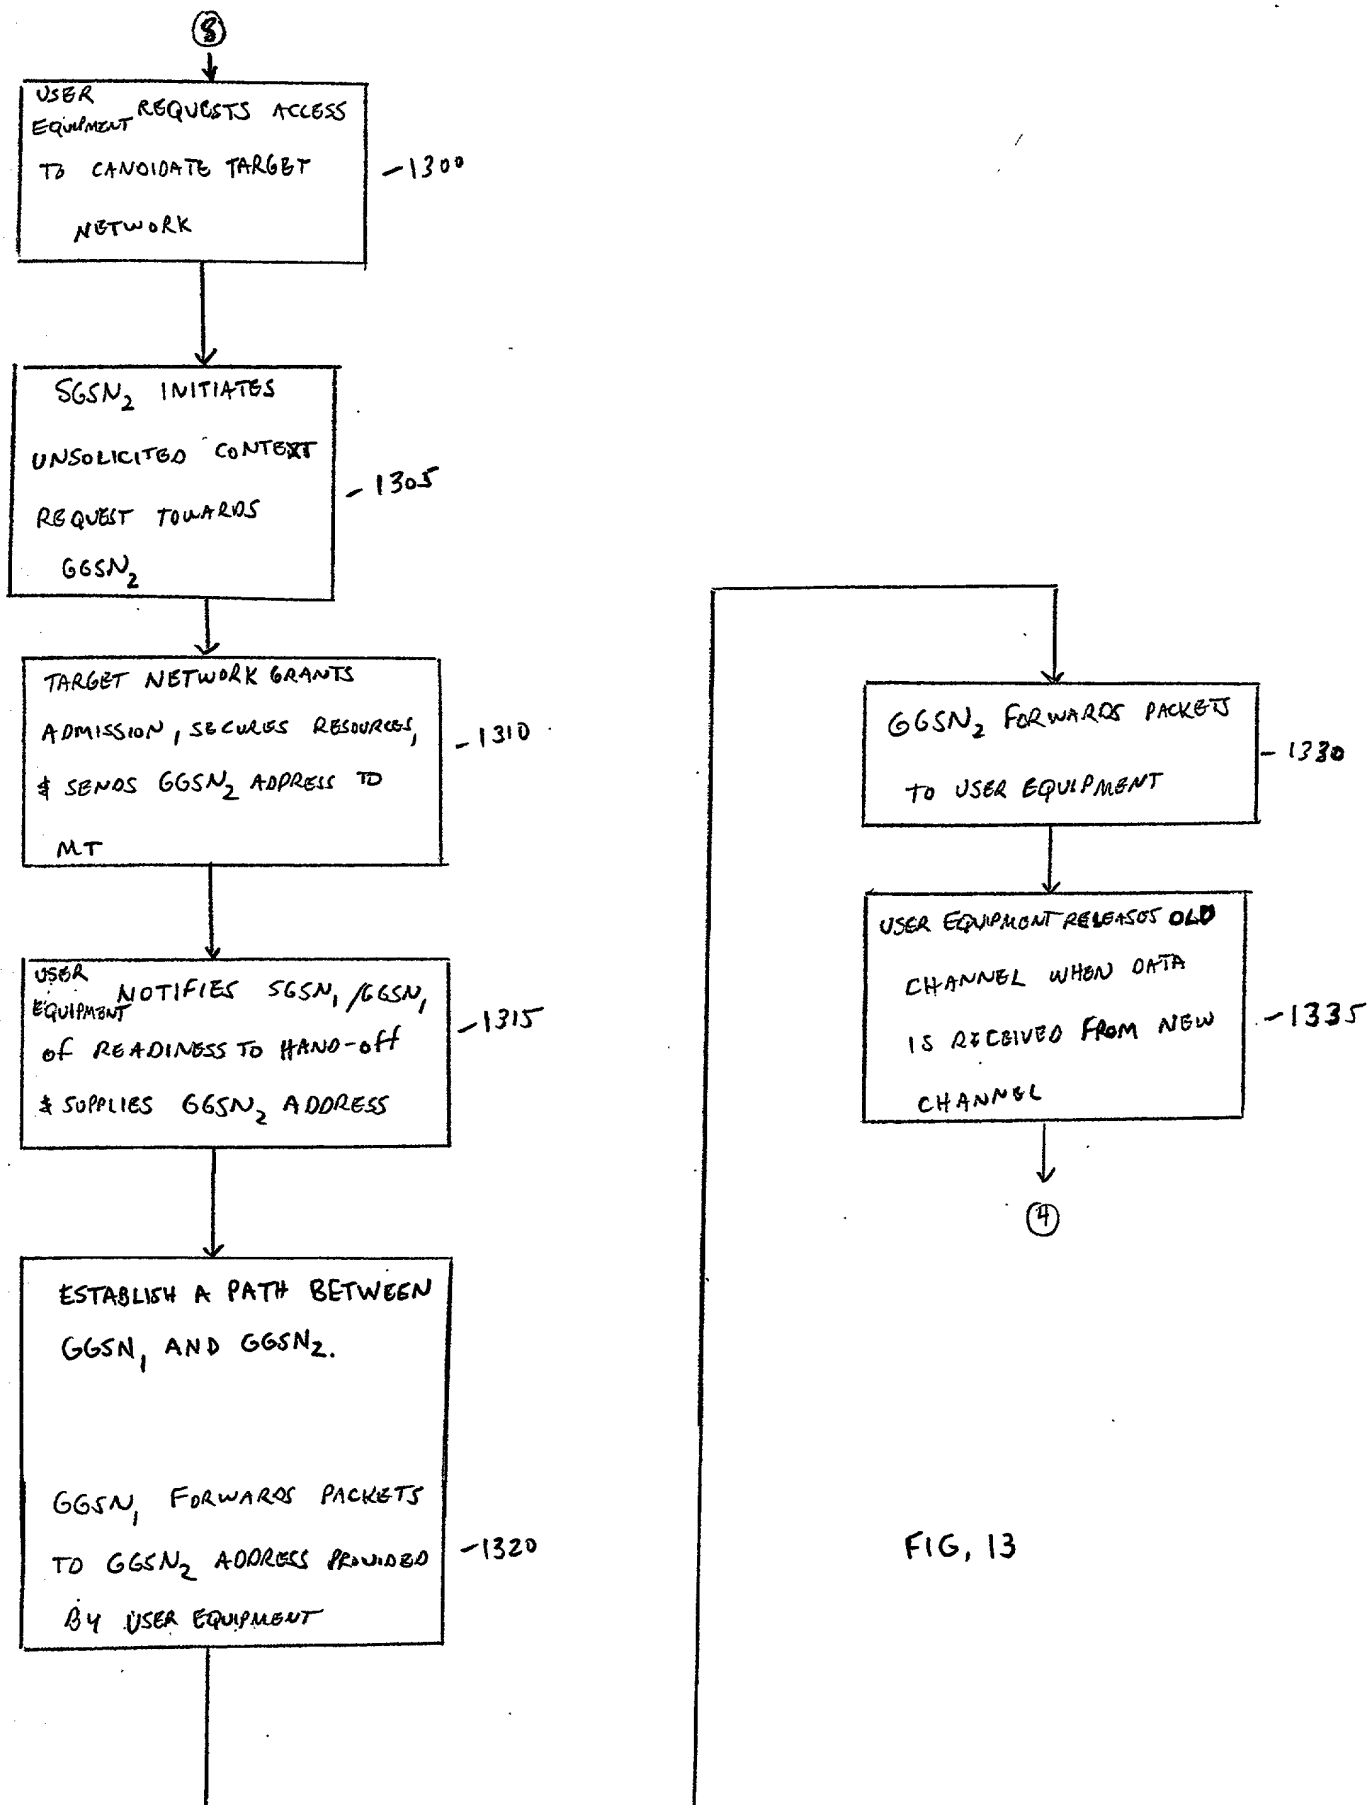 8
USER
EQUIPMENT REQUESTS ACCESS
TO CANDIDATE TARGET
NETWORK
1300
SGSN2 INITIATES
UNSOLICITED CONTEXT
REQUEST TOWARDS
GGSN2
1305
TARGET NETWORK GRANTS
ADMISSION, SECURES RESOURCES,
& SENDS GGSN2 ADDRESS TO
MT
1310
USER
EQUIPMENT NOTIFIES SGSN1/GGSN1
of READINESS TO HAND-off
& SUPPLIES GGSN2 ADDRESS
1315
ESTABLISH A PATH BETWEEN
GGSN1 AND GGSN2.
GGSN1 FORWARDS PACKETS
TO GGSN2 ADDRESS PROVIDED
BY USER EQUIPMENT
1320
GGSN2 FORWARDS PACKETS
TO USER EQUIPMENT
1330
USER EQUIPMENT RELEASES OLD
CHANNEL WHEN DATA
IS RECEIVED FROM NEW
CHANNEL
1335
4
FIG, 13